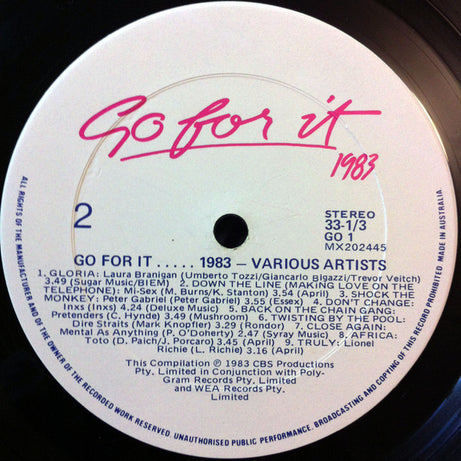 Go for it
1983
2
STEREO
33-1/3
GO 1
MX202445
GO FOR IT ..... 1983 — VARIOUS ARTISTS
1. GLORIA: Laura Branigan (Umberto Tozzi/Giancarlo Bigazzi/Trevor Veitch)
3.49 (Sugar Music/BIEM) 2. DOWN THE LINE (MAKING LOVE ON THE
TELEPHONE): Mi-Sex (M. Burns/K. Stanton) 3.54 (April) 3. SHOCK THE
MONKEY: Peter Gabriel (Peter Gabriel) 3.55 (Essex) 4. DON'T CHANGE:
Inxs (Inxs) 4.24 (Deluxe Music) 5. BACK ON THE CHAIN GANG:
Pretenders (C. Hynde) 3.49 (Mushroom) 6. TWISTING BY THE POOL:
Dire Straits (Mark Knopfler) 3.29 (Rondor) 7. CLOSE AGAIN:
Mental As Anything (P. O'Doherty) 2.47 (Syray Music) 8. AFRICA:
Toto (D. Paich/J. Porcaro) 3.45 (April) 9. TRULY: Lionel
Richie (L. Richie) 3.16 (April)
This Compilation ℗ 1983 CBS Productions
Pty. Limited in Conjunction with Poly-
Gram Records Pty. Limited
and WEA Records Pty.
Limited
ALL RIGHTS OF THE MANUFACTURER AND OF THE OWNER OF THE RECORDED WORK RESERVED. UNAUTHORISED PUBLIC PERFORMANCE, BROADCASTING AND COPYING OF THIS RECORD PROHIBITED. MADE IN AUSTRALIA